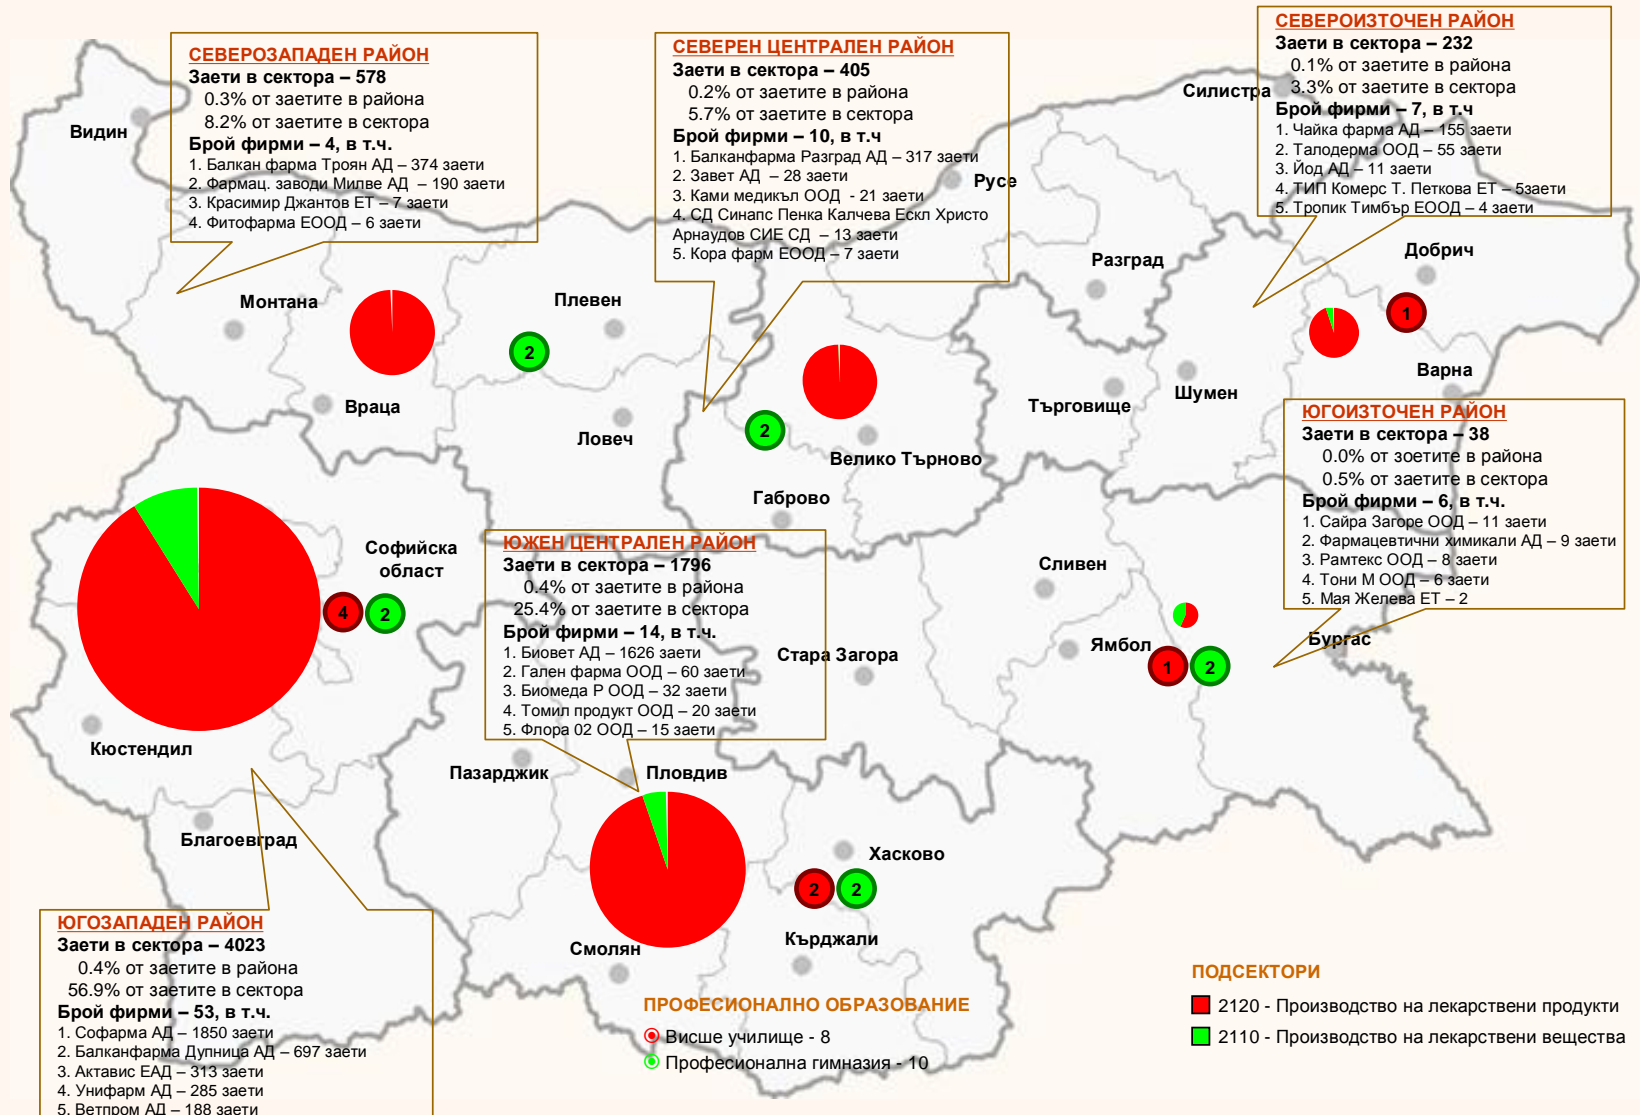 СЕВЕРОЗАПАДЕН РАЙОН
Заети в сектора – 578
0.3% от заетите в района
8.2% от заетите в сектора
Брой фирми – 4, в т.ч.
1. Балкан фарма Троян АД – 374 заети
2. Фармац. заводи Милве АД – 190 заети
3. Красимир Джантов ЕТ – 7 заети
4. Фитофарма ЕООД – 6 заети
СЕВЕРЕН ЦЕНТРАЛЕН РАЙОН
Заети в сектора – 405
0.2% от заетите в района
5.7% от заетите в сектора
Брой фирми – 10, в т.ч
1. Балканфарма Разград АД – 317 заети
2. Завет АД – 28 заети
3. Ками медикъл ООД - 21 заети
4. СД Синапс Пенка Калчева Ескл Христо
Арнаудов СИЕ СД – 13 заети
5. Кора фарм ЕООД – 7 заети
СЕВЕРОИЗТОЧЕН РАЙОН
Заети в сектора – 232
0.1% от заетите в района
3.3% от заетите в сектора
Брой фирми – 7, в т.ч
1. Чайка фарма АД – 155 заети
2. Талодерма ООД – 55 заети
3. Йод АД – 11 заети
4. ТИП Комерс Т. Петкова ЕТ – 5заети
5. Тропик Тимбър ЕООД – 4 заети
Видин
Силистра
Русе
Разград
Добрич
Монтана
Плевен
1
2
Враца
Ловеч
2
Велико Търново
Габрово
Търговище
Шумен
Варна
ЮГОИЗТОЧЕН РАЙОН
Заети в сектора – 38
0.0% от зоетите в района
0.5% от заетите в сектора
Брой фирми – 6, в т.ч.
1. Сайра Загоре ООД – 11 заети
2. Фармацевтични химикали АД – 9 заети
3. Рамтекс ООД – 8 заети
4. Тони М ООД – 6 заети
5. Мая Желева ЕТ – 2
Софийска
област
4
2
ЮЖЕН ЦЕНТРАЛЕН РАЙОН
Заети в сектора – 1796
0.4% от заетите в района
25.4% от заетите в сектора
Брой фирми – 14, в т.ч.
1. Биовет АД – 1626 заети
2. Гален фарма ООД – 60 заети
3. Биомеда Р ООД – 32 заети
4. Томил продукт ООД – 20 заети
5. Флора 02 ООД – 15 заети
Сливен
Стара Загора
Ямбол
1
2
Бургас
Кюстендил
Пазарджик
Пловдив
Благоевград
Хасково
2
2
Смолян
Кърджали
ЮГОЗАПАДЕН РАЙОН
Заети в сектора – 4023
0.4% от заетите в района
56.9% от заетите в сектора
Брой фирми – 53, в т.ч.
1. Софарма АД – 1850 заети
2. Балканфарма Дупница АД – 697 заети
3. Актавис ЕАД – 313 заети
4. Унифарм АД – 285 заети
5. Ветпром АД – 188 заети
ПРОФЕСИОНАЛНО ОБРАЗОВАНИЕ
Висше училище - 8
Професионална гимназия - 10
ПОДСЕКТОРИ
2120 - Производство на лекарствени продукти
2110 - Производство на лекарствени вещества